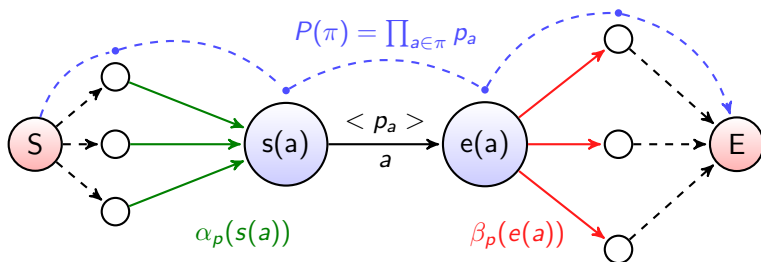 P(π) = ∏_{a∈π} p_a
S
s(a)
< p_a >
a
e(a)
E
α_p(s(a))
β_p(e(a))